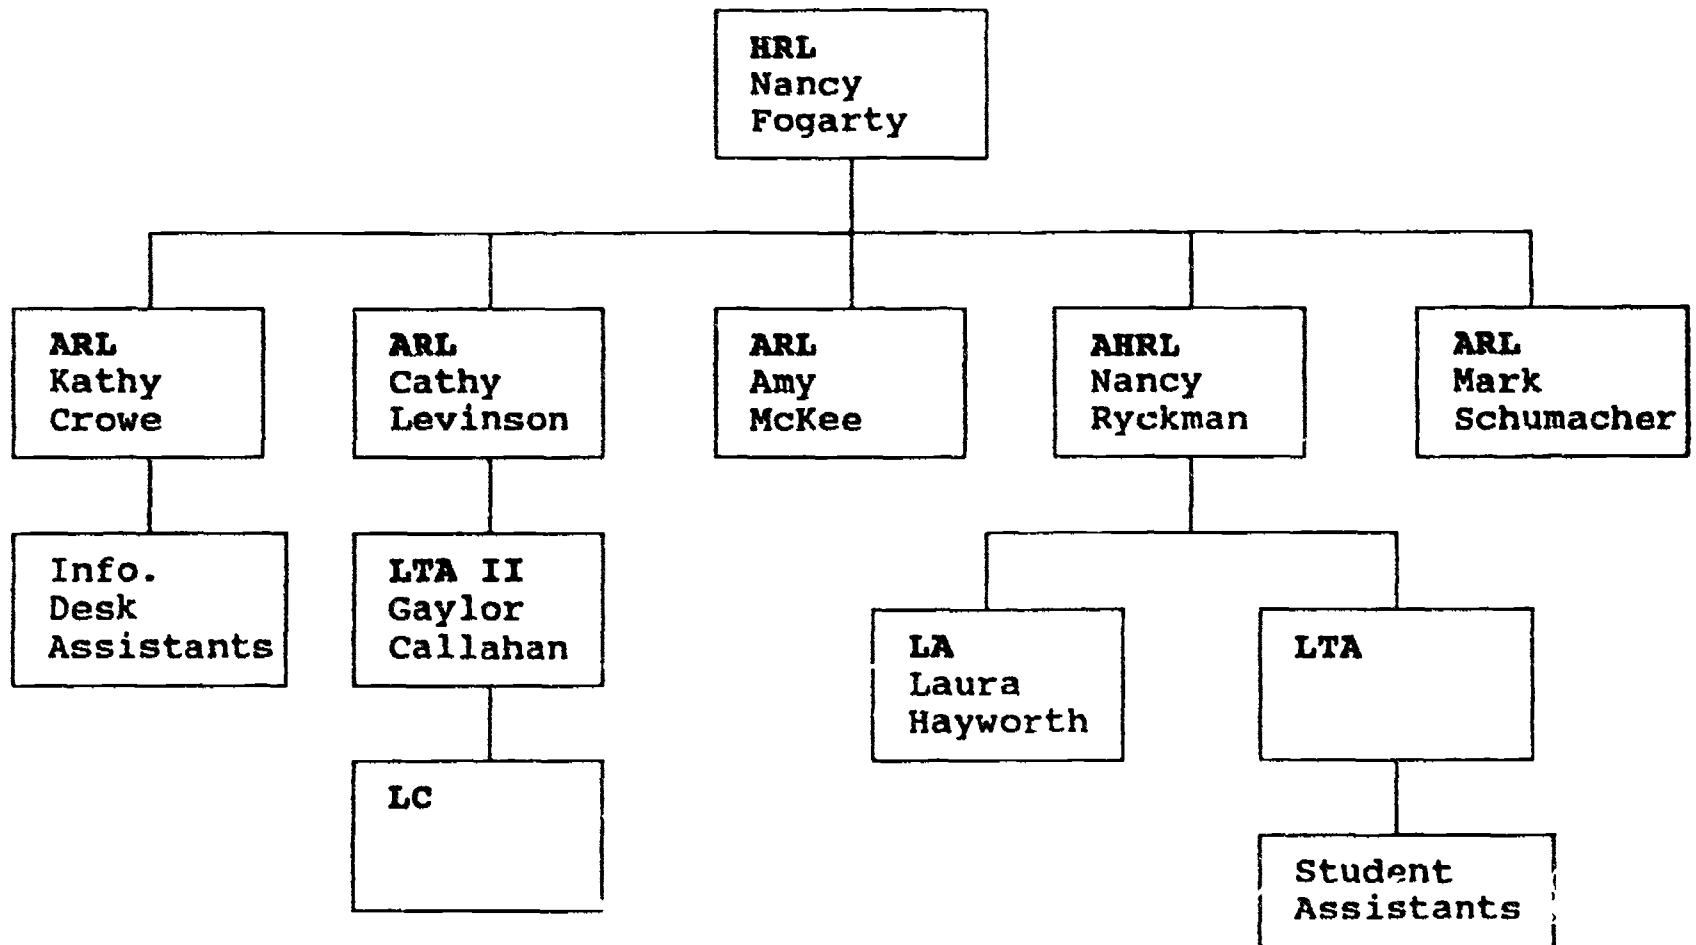 HRL
Nancy
Fogarty
ARL
Kathy
Crowe
ARL
Cathy
Levinson
ARL
Amy
McKee
AHRL
Nancy
Ryckman
ARL
Mark
Schumacher
Info.
Desk
Assistants
LTA II
Gaylor
Callahan
LA
Laura
Hayworth
LTA
LC
Student
Assistants